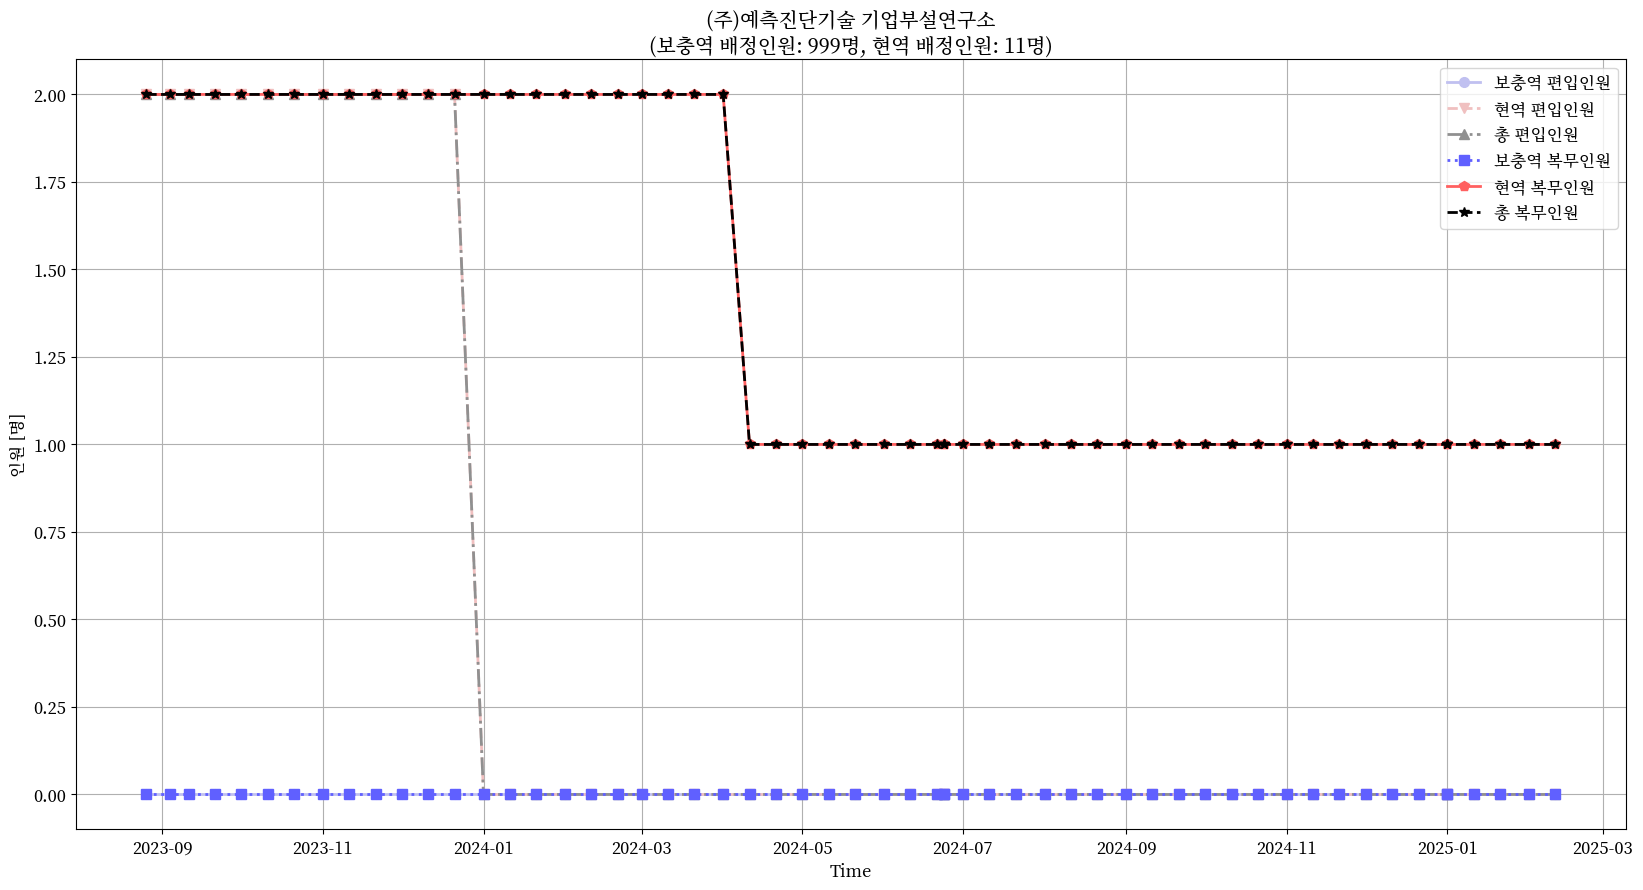 (주)예측진단기술 기업부설연구소
(보충역 배정인원: 999명, 현역 배정인원: 11명)
보충역 편입인원
현역 편입인원
총 편입인원
보충역 복무인원
현역 복무인원
총 복무인원
2.00
1.75
1.50
1.25
1.00
0.75
0.50
0.25
0.00
인원 [명]
2023-09 2023-11 2024-01 2024-03 2024-05 2024-07 2024-09 2024-11 2025-01 2025-03
Time